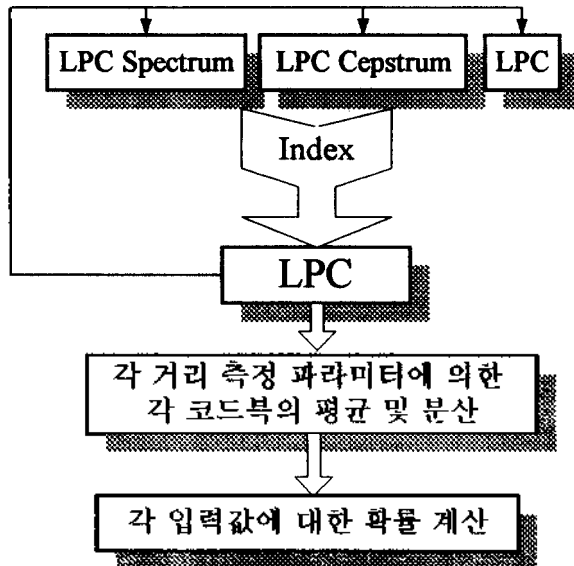 LPC Spectrum
LPC Cepstrum
LPC
Index
LPC
각 거리 측정 파라미터에 의한
각 코드북의 평균 및 분산
각 입력값에 대한 확률 계산